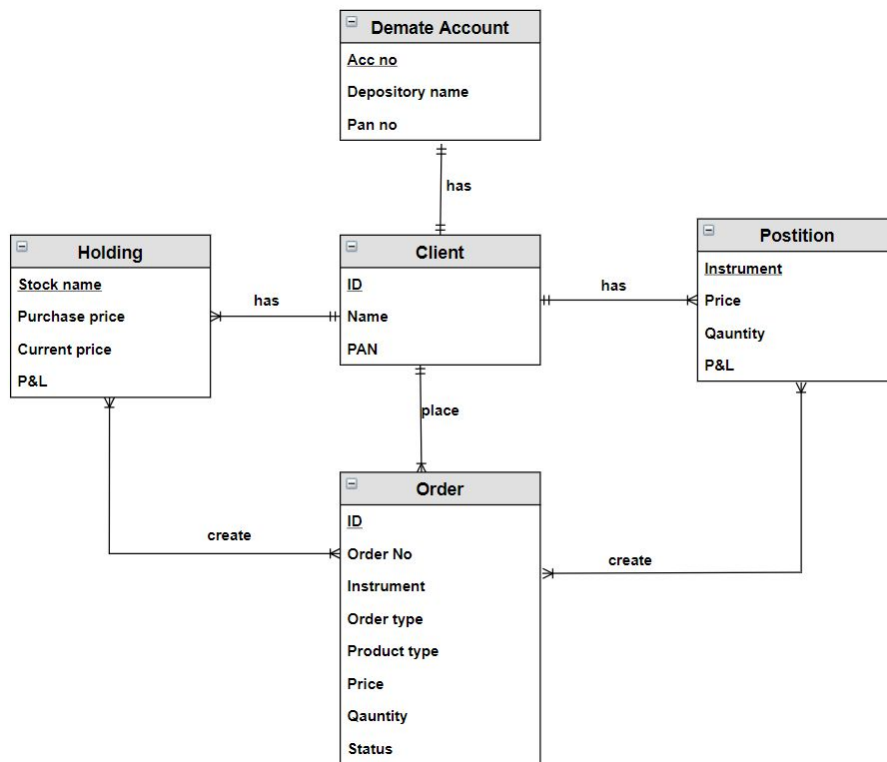 Demate Account
Acc no
Depository name
Pan no
has
Holding
Stock name
Purchase price
Current price
P&L
has
Client
ID
Name
PAN
has
Postition
Instrument
Price
Qauntity
P&L
place
create
Order
ID
Order No
Instrument
Order type
Product type
Price
Qauntity
Status
create